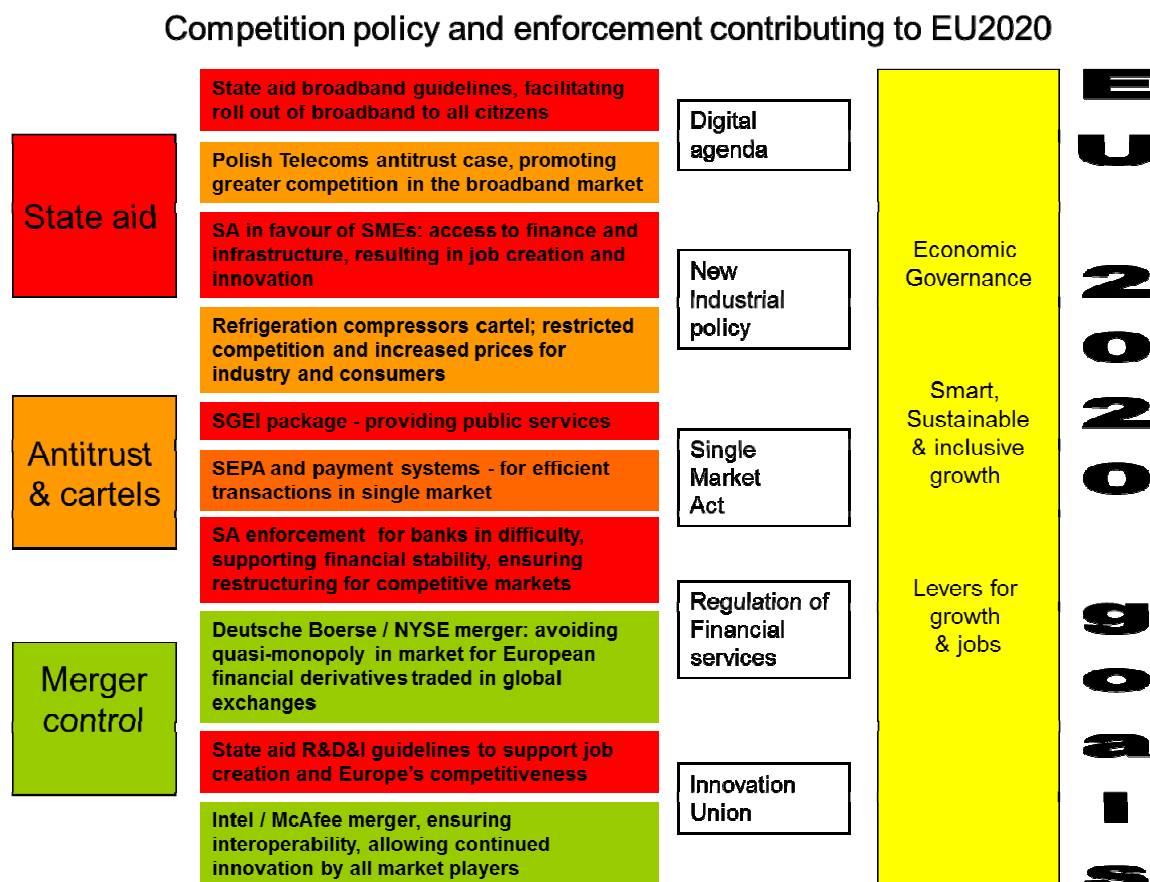 Competition policy and enforcement contributing to EU2020
State aid
Antitrust
& cartels
Merger
control
State aid broadband guidelines, facilitating
roll out of broadband to all citizens
Polish Telecoms antitrust case, promoting
greater competition in the broadband market
SA in favour of SMEs: access to finance and
infrastructure, resulting in job creation and
innovation
Refrigeration compressors cartel; restricted
competition and increased prices for
industry and consumers
SGEI package - providing public services
SEPA and payment systems - for efficient
transactions in single market
SA enforcement for banks in difficulty,
supporting financial stability, ensuring
restructuring for competitive markets
Deutsche Boerse / NYSE merger: avoiding
quasi-monopoly in market for European
financial derivatives traded in global
exchanges
State aid R&D&I guidelines to support job
creation and Europe's competitiveness
Intel / McAfee merger, ensuring
interoperability, allowing continued
innovation by all market players
Digital
agenda
New
Industrial
policy
Single
Market
Act
Regulation of
Financial
services
Innovation
Union
Economic
Governance
Smart,
Sustainable
& inclusive
growth
Levers for
growth
& jobs
EU 2020 goals